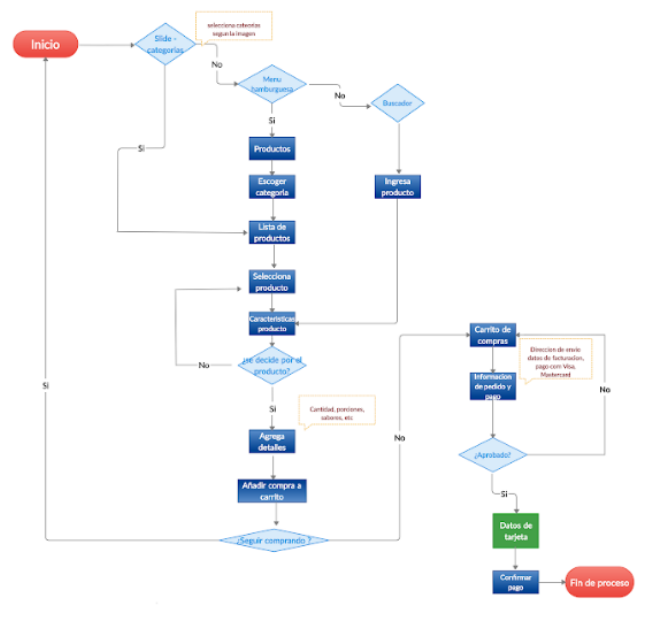 selecciona cateorias
segun la imagen
Inicio
Slide -
categorias
No
Menu
hamburguesa
No
Buscador
Si
Si
Productos
Escoger
categoria
Ingresa
producto
Lista de
productos
Selecciona
producto
Caracteristicas
producto
Carrito de
compras
Direccion de envio
datos de facturacion,
pago com Visa,
Mastercard
No
¿se decide por el
producto?
Informacion
de pedido y
pago
No
Si
Si
Cantidad, porciones,
sabores, etc
Agrega
detalles
No
¿Aprobado?
Añadir compra a
carrito
Si
Datos de
tarjeta
¿Seguir comprando ?
Confirmar
pago
Fin de proceso